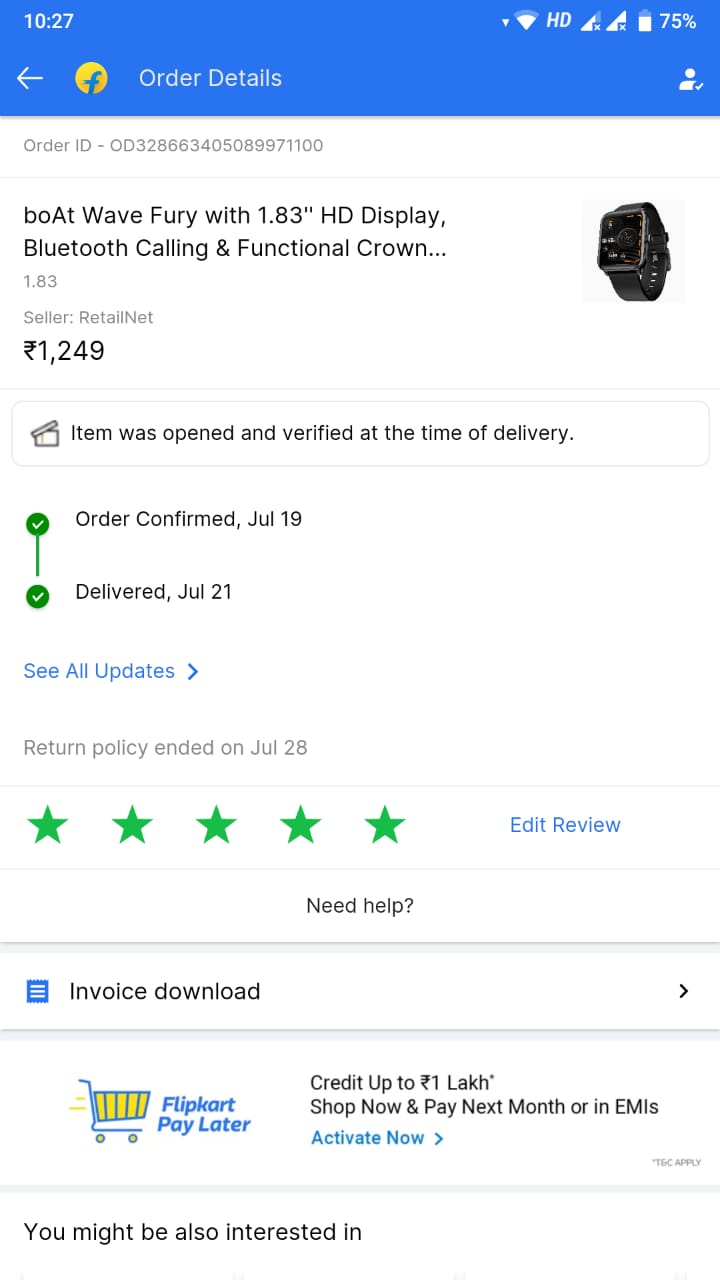 10:27
HD
75%
Order Details
Order ID - OD328663405089971100
boAt Wave Fury with 1.83'' HD Display,
Bluetooth Calling & Functional Crown...
1.83
Seller: RetailNet
₹1,249
Item was opened and verified at the time of delivery.
Order Confirmed, Jul 19
Delivered, Jul 21
See All Updates
Return policy ended on Jul 28
Edit Review
Need help?
Invoice download
Credit Up to ₹1 Lakh*
Shop Now & Pay Next Month or in EMIs
Flipkart
Pay Later
Activate Now
*T&C APPLY
You might be also interested in